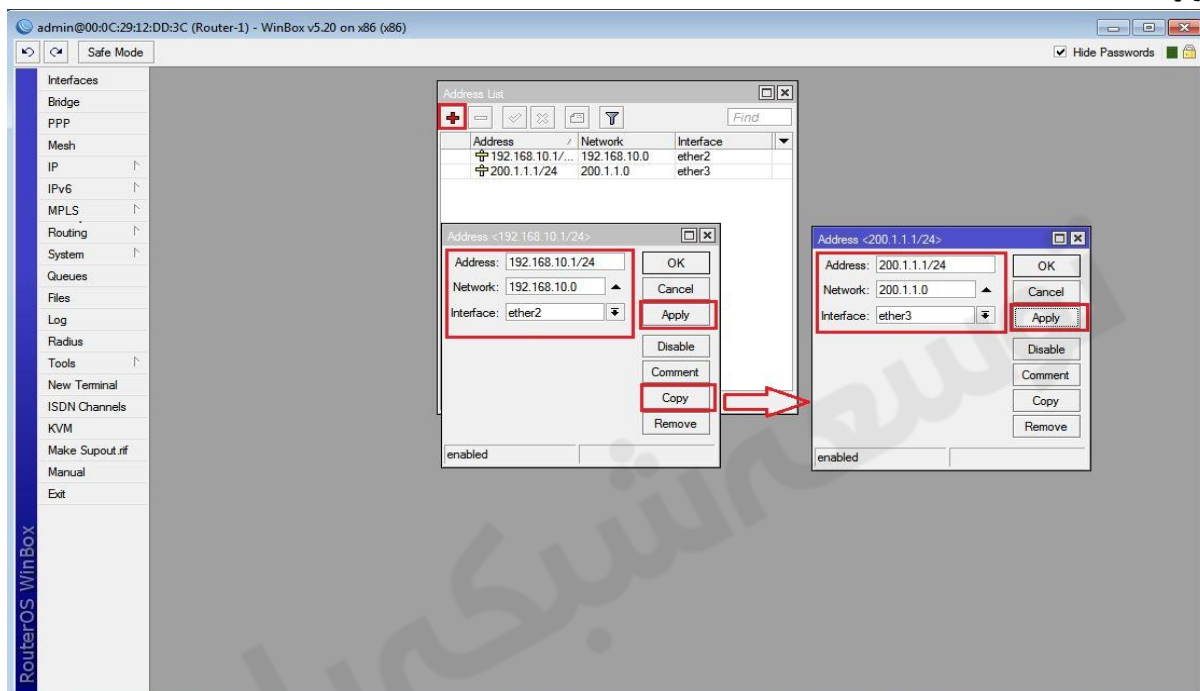 admin@00:0C:29:12:DD:3C (Router-1) - WinBox v5.20 on x86 (x86)
Safe Mode
Hide Passwords
Interfaces
Bridge
PPP
Mesh
IP
IPv6
MPLS
Routing
System
Queues
Files
Log
Radius
Tools
New Terminal
ISDN Channels
KVM
Make Supout.rif
Manual
Exit
RouterOS WinBox
Address List
Find
Address / Network Interface
192.168.10.1/... 192.168.10.0 ether2
200.1.1.1/24 200.1.1.0 ether3
Address <192.168.10.1/24>
Address: 192.168.10.1/24
Network: 192.168.10.0
Interface: ether2
OK
Cancel
Apply
Disable
Comment
Copy
Remove
enabled
Address <200.1.1.1/24>
Address: 200.1.1.1/24
Network: 200.1.1.0
Interface: ether3
OK
Cancel
Apply
Disable
Comment
Copy
Remove
enabled